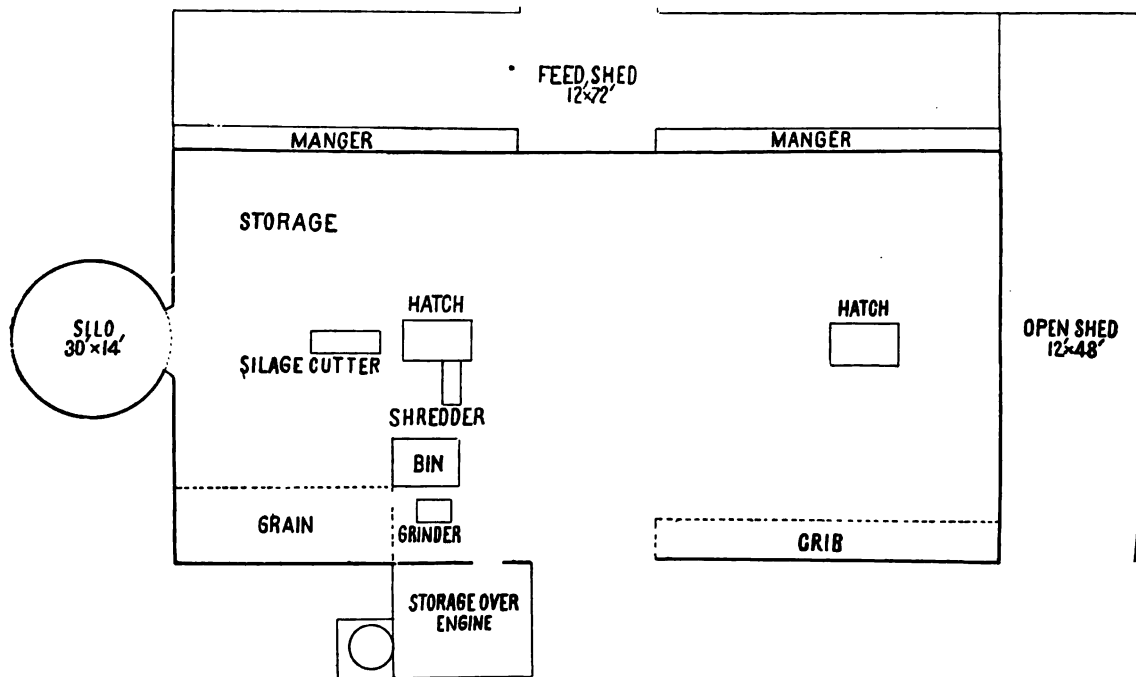 FEED SHED
12'×72'
MANGER
MANGER
STORAGE
SILO
30'×14'
HATCH
HATCH
SILAGE CUTTER
OPEN SHED
12'×48'
SHREDDER
BIN
GRAIN
GRINDER
CRIB
STORAGE OVER
ENGINE